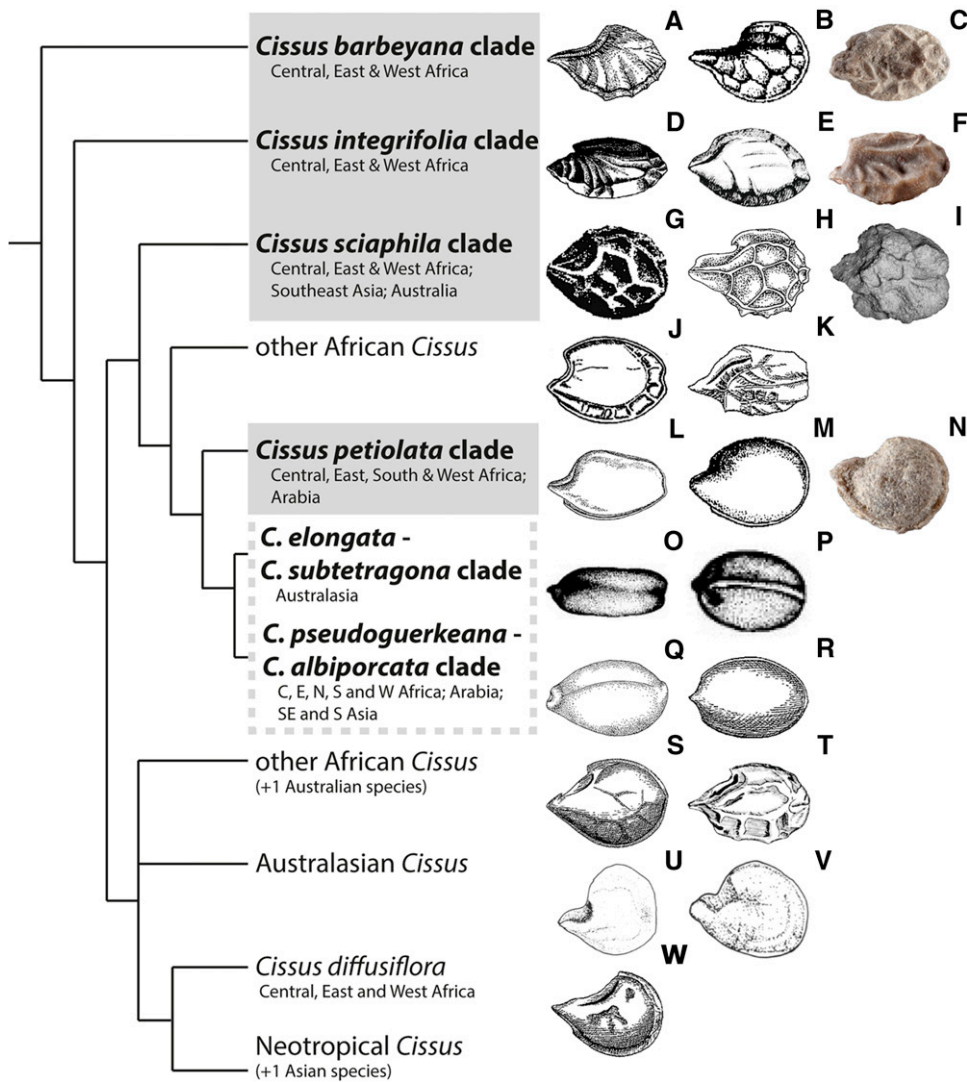 A B C
Cissus barbeyana clade
Central, East & West Africa
D E F
Cissus integrifolia clade
Central, East & West Africa
G H I
Cissus sciaphila clade
Central, East & West Africa;
Southeast Asia; Australia
J K
other African Cissus
L M N
Cissus petiolata clade
Central, East, South & West Africa;
Arabia
O P
C. elongata -
C. subtetragona clade
Australasia
C. pseudoguerkeana -
C. albiporcata clade
C, E, N, S and W Africa; Arabia;
SE and S Asia
Q R
S T
other African Cissus
(+1 Australian species)
U V
Australasian Cissus
W
Cissus diffusiflora
Central, East and West Africa
Neotropical Cissus
(+1 Asian species)